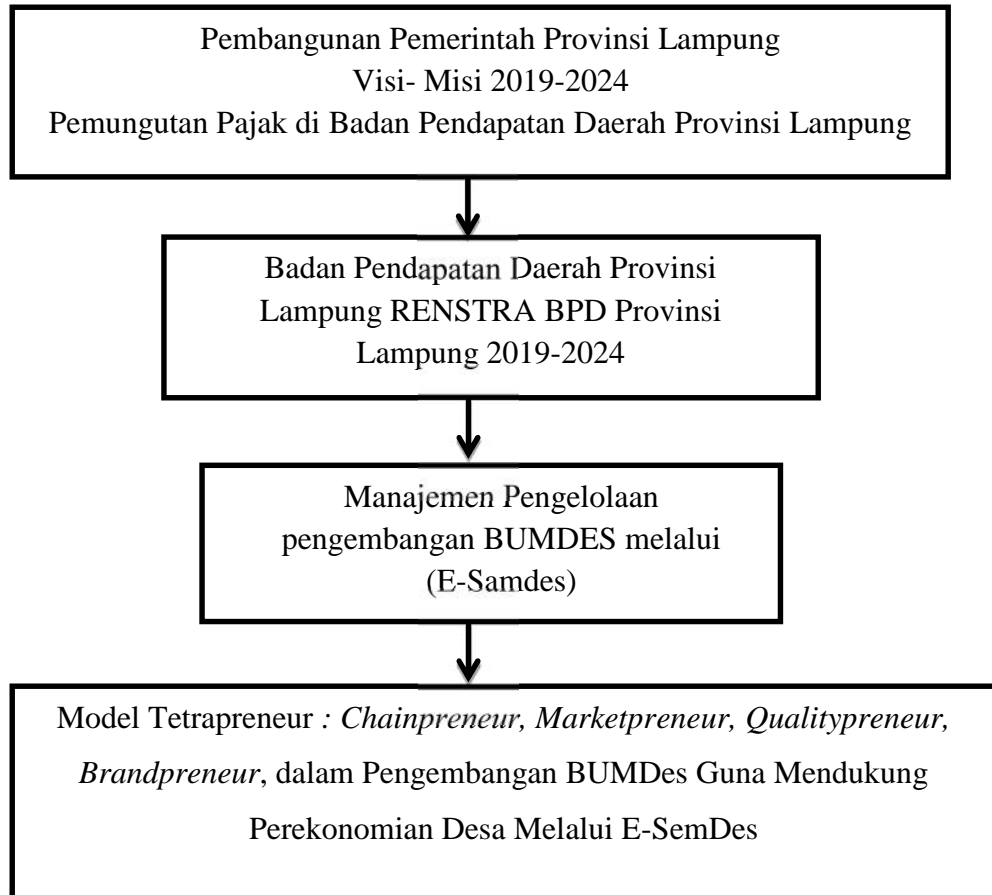 Pembangunan Pemerintah Provinsi Lampung
Visi- Misi 2019-2024
Pemungutan Pajak di Badan Pendapatan Daerah Provinsi Lampung
Badan Pendapatan Daerah Provinsi
Lampung RENSTRA BPD Provinsi
Lampung 2019-2024
Manajemen Pengelolaan
pengembangan BUMDES melalui
(E-Samdes)
Model Tetrapreneur : Chainpreneur, Marketpreneur, Qualitypreneur,
Brandpreneur, dalam Pengembangan BUMDes Guna Mendukung
Perekonomian Desa Melalui E-SemDes